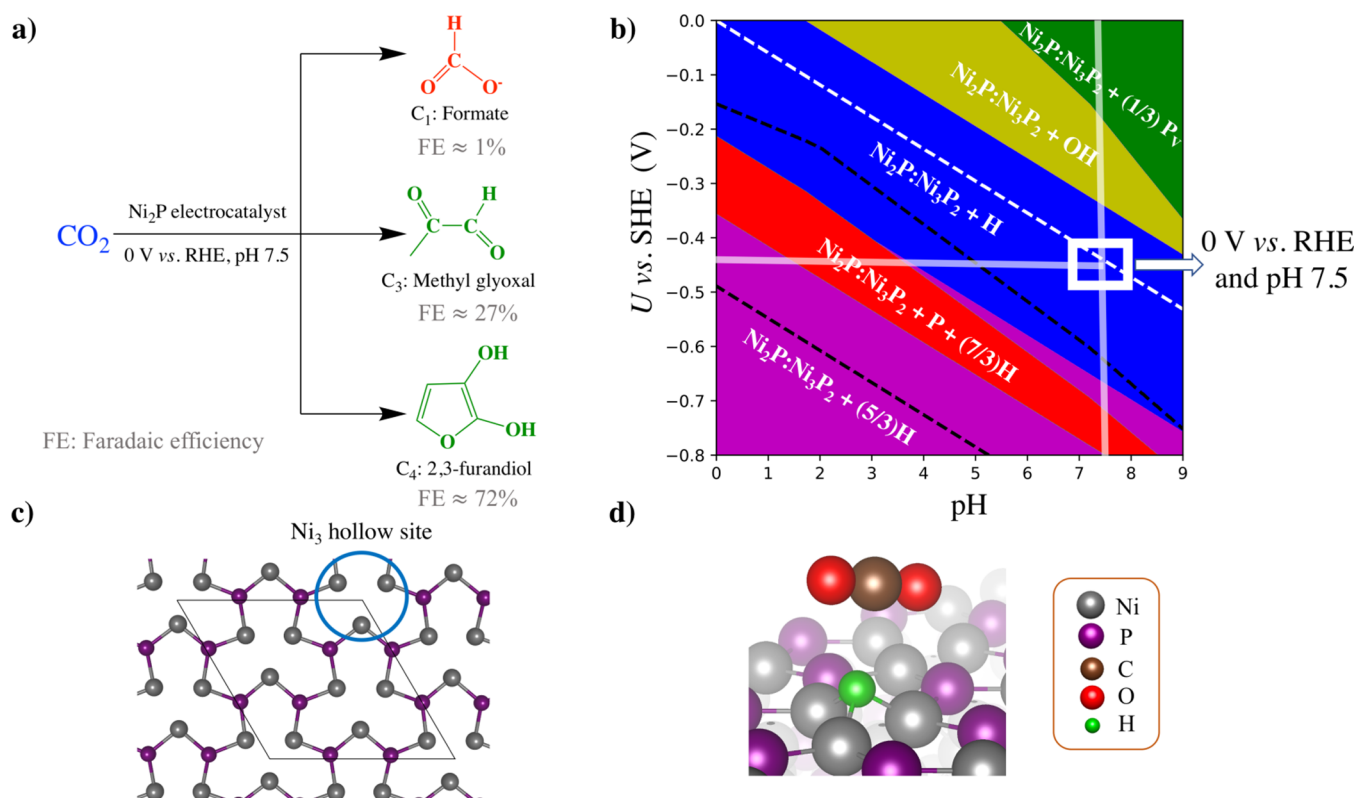 a)
H
C
O
O-
C1: Formate
FE ≈ 1%
Ni2P electrocatalyst
CO2
0 V vs. RHE, pH 7.5
O
H
C
C
O
C3: Methyl glyoxal
FE ≈ 27%
OH
OH
O
C4: 2,3-furandiol
FE ≈ 72%
FE: Faradaic efficiency
b)
U vs. SHE (V)
0.0
−0.1
−0.2
−0.3
−0.4
−0.5
−0.6
−0.7
−0.8
Ni2P:Ni3P2 + (1/3) PV
Ni2P:Ni3P2 + OH
Ni2P:Ni3P2 + H
Ni2P:Ni3P2 + P + (7/3)H
Ni2P:Ni3P2 + (5/3)H
0 V vs. RHE
and pH 7.5
0 1 2 3 4 5 6 7 8 9
pH
c)
Ni3 hollow site
d)
Ni
P
C
O
H